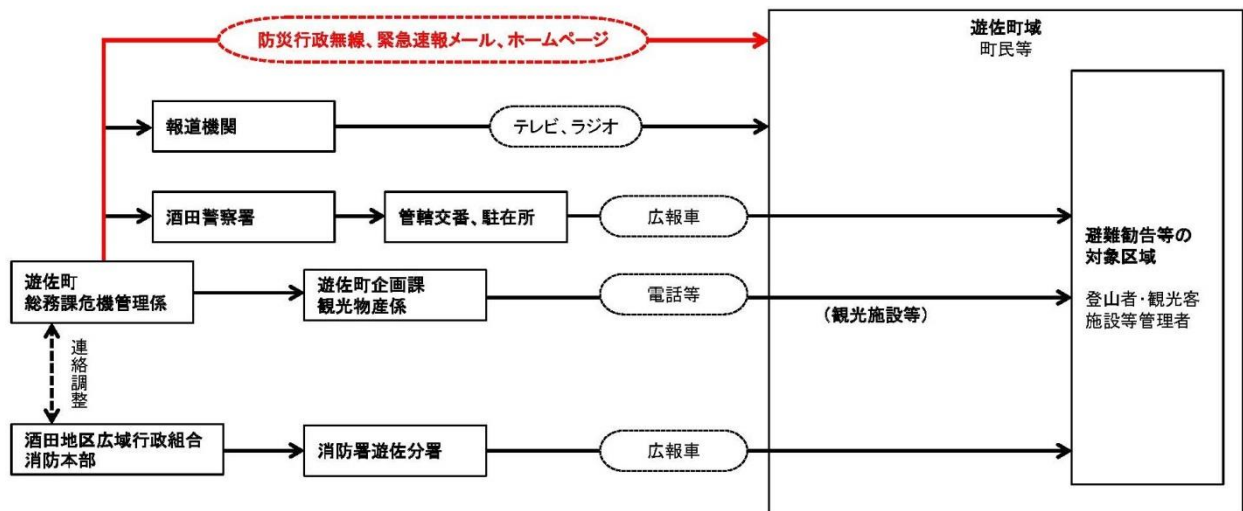 防災行政無線、緊急速報メール、ホームページ
遊佐町域
町民等
報道機関
テレビ、ラジオ
酒田警察署
管轄交番、駐在所
広報車
避難勧告等の
対象区域
登山者・観光客
施設等管理者
遊佐町
総務課危機管理係
遊佐町企画課
観光物産係
電話等
(観光施設等)
連絡調整
酒田地区広域行政組合
消防本部
消防署遊佐分署
広報車